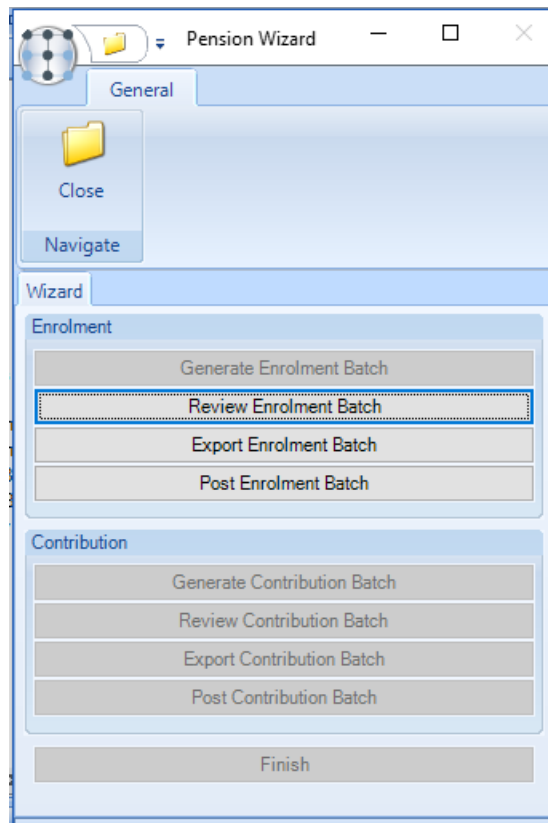 Pension Wizard
General
Close
Navigate
Wizard
Enrolment
Generate Enrolment Batch
Review Enrolment Batch
Export Enrolment Batch
Post Enrolment Batch
Contribution
Generate Contribution Batch
Review Contribution Batch
Export Contribution Batch
Post Contribution Batch
Finish